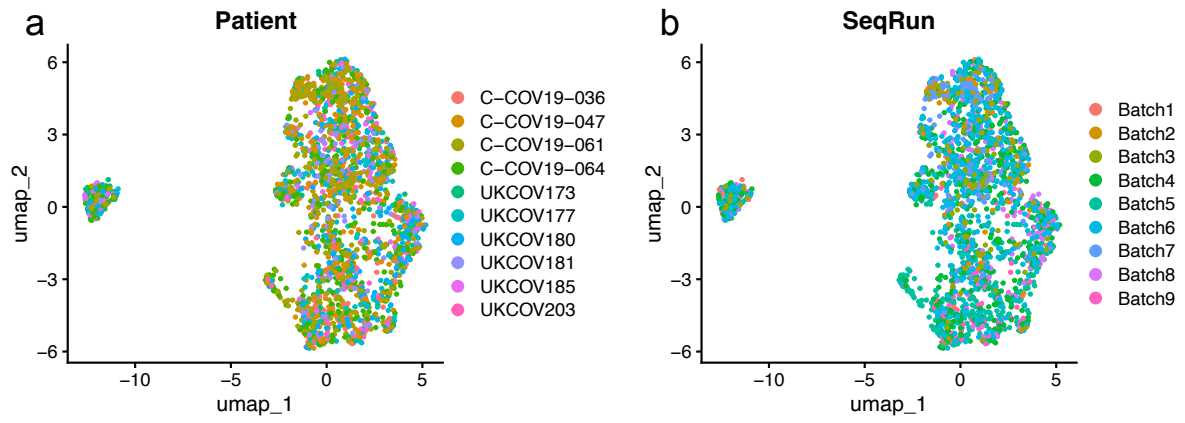 a
Patient
umap_2
6
3
0
−3
−6
−10
−5
0
5
umap_1
C−COV19−036
C−COV19−047
C−COV19−061
C−COV19−064
UKCOV173
UKCOV177
UKCOV180
UKCOV181
UKCOV185
UKCOV203
b
SeqRun
umap_2
6
3
0
−3
−6
−10
−5
0
5
umap_1
Batch1
Batch2
Batch3
Batch4
Batch5
Batch6
Batch7
Batch8
Batch9